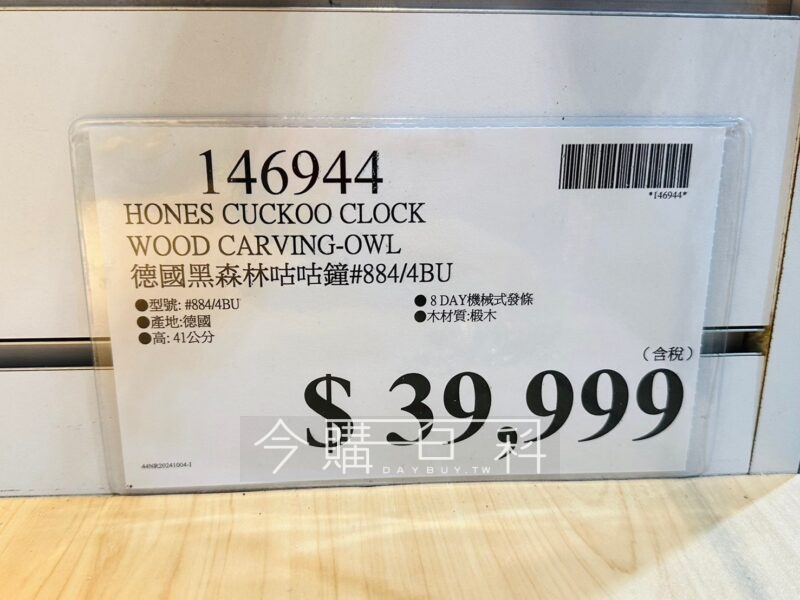 146944
*146944*
HONES CUCKOO CLOCK
WOOD CARVING-OWL
德國黑森林咕咕鐘#884/4BU
●型號: #884/4BU
●產地:德國
●高: 41公分
●8 DAY機械式發條
●木材質:椴木
(含稅)
$ 39,999
今購百科
DAYBUY.TW
44NR20241004-1